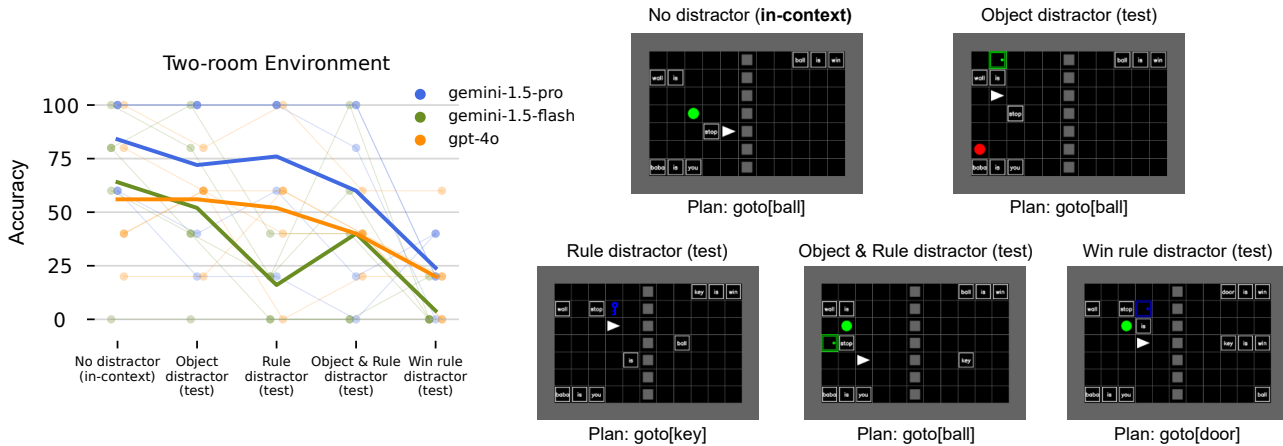 Two-room Environment
Accuracy
100
75
50
25
0
gemini-1.5-pro
gemini-1.5-flash
gpt-4o
No distractor
(in-context)
Object
distractor
(test)
Rule
distractor
(test)
Object & Rule
distractor
(test)
Win rule
distractor
(test)
No distractor (in-context)
ball is win
wall is
stop
baba is you
Plan: goto[ball]
Object distractor (test)
ball is win
wall is
stop
baba is you
Plan: goto[ball]
Rule distractor (test)
key is win
wall stop
ball
is
baba is you
Plan: goto[key]
Object & Rule distractor (test)
ball is win
wall is
stop
key
baba is you
Plan: goto[ball]
Win rule distractor (test)
door is win
wall stop
is
key is win
baba is you
ball
Plan: goto[door]